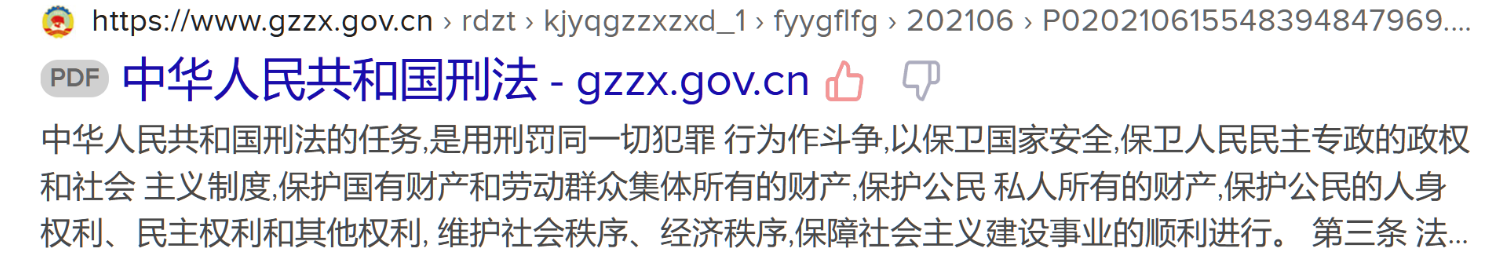 https://www.gzzx.gov.cn › rdzt › kjyqgzzxzxd_1 › fyygflfg › 202106 › P020210615548394847969....
PDF 中华人民共和国刑法 - gzzx.gov.cn
中华人民共和国刑法的任务,是用刑罚同一切犯罪 行为作斗争,以保卫国家安全,保卫人民民主专政的政权
和社会 主义制度,保护国有财产和劳动群众集体所有的财产,保护公民 私人所有的财产,保护公民的人身
权利、民主权利和其他权利, 维护社会秩序、经济秩序,保障社会主义建设事业的顺利进行。 第三条 法...